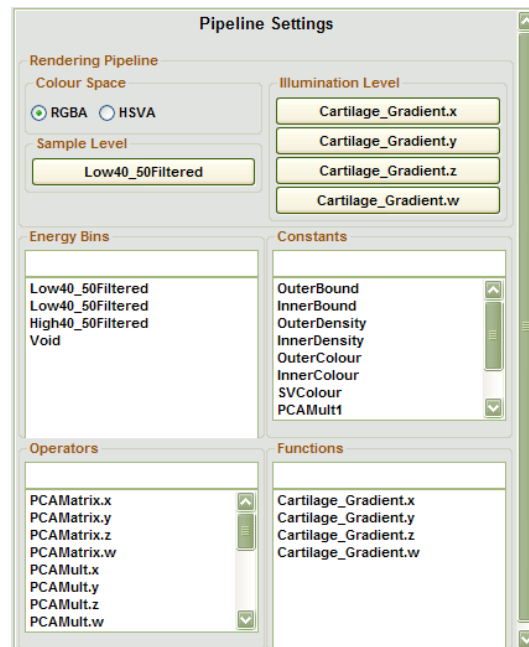 Pipeline Settings
Rendering Pipeline
Colour Space
RGBA HSVA
Sample Level
Low40_50Filtered
Illumination Level
Cartilage_Gradient.x
Cartilage_Gradient.y
Cartilage_Gradient.z
Cartilage_Gradient.w
Energy Bins
Low40_50Filtered
Low40_50Filtered
High40_50Filtered
Void
Constants
OuterBound
InnerBound
OuterDensity
InnerDensity
OuterColour
InnerColour
SVColour
PCAMult1
Operators
PCAMatrix.x
PCAMatrix.y
PCAMatrix.z
PCAMatrix.w
PCAMult.x
PCAMult.y
PCAMult.z
PCAMult.w
Functions
Cartilage_Gradient.x
Cartilage_Gradient.y
Cartilage_Gradient.z
Cartilage_Gradient.w